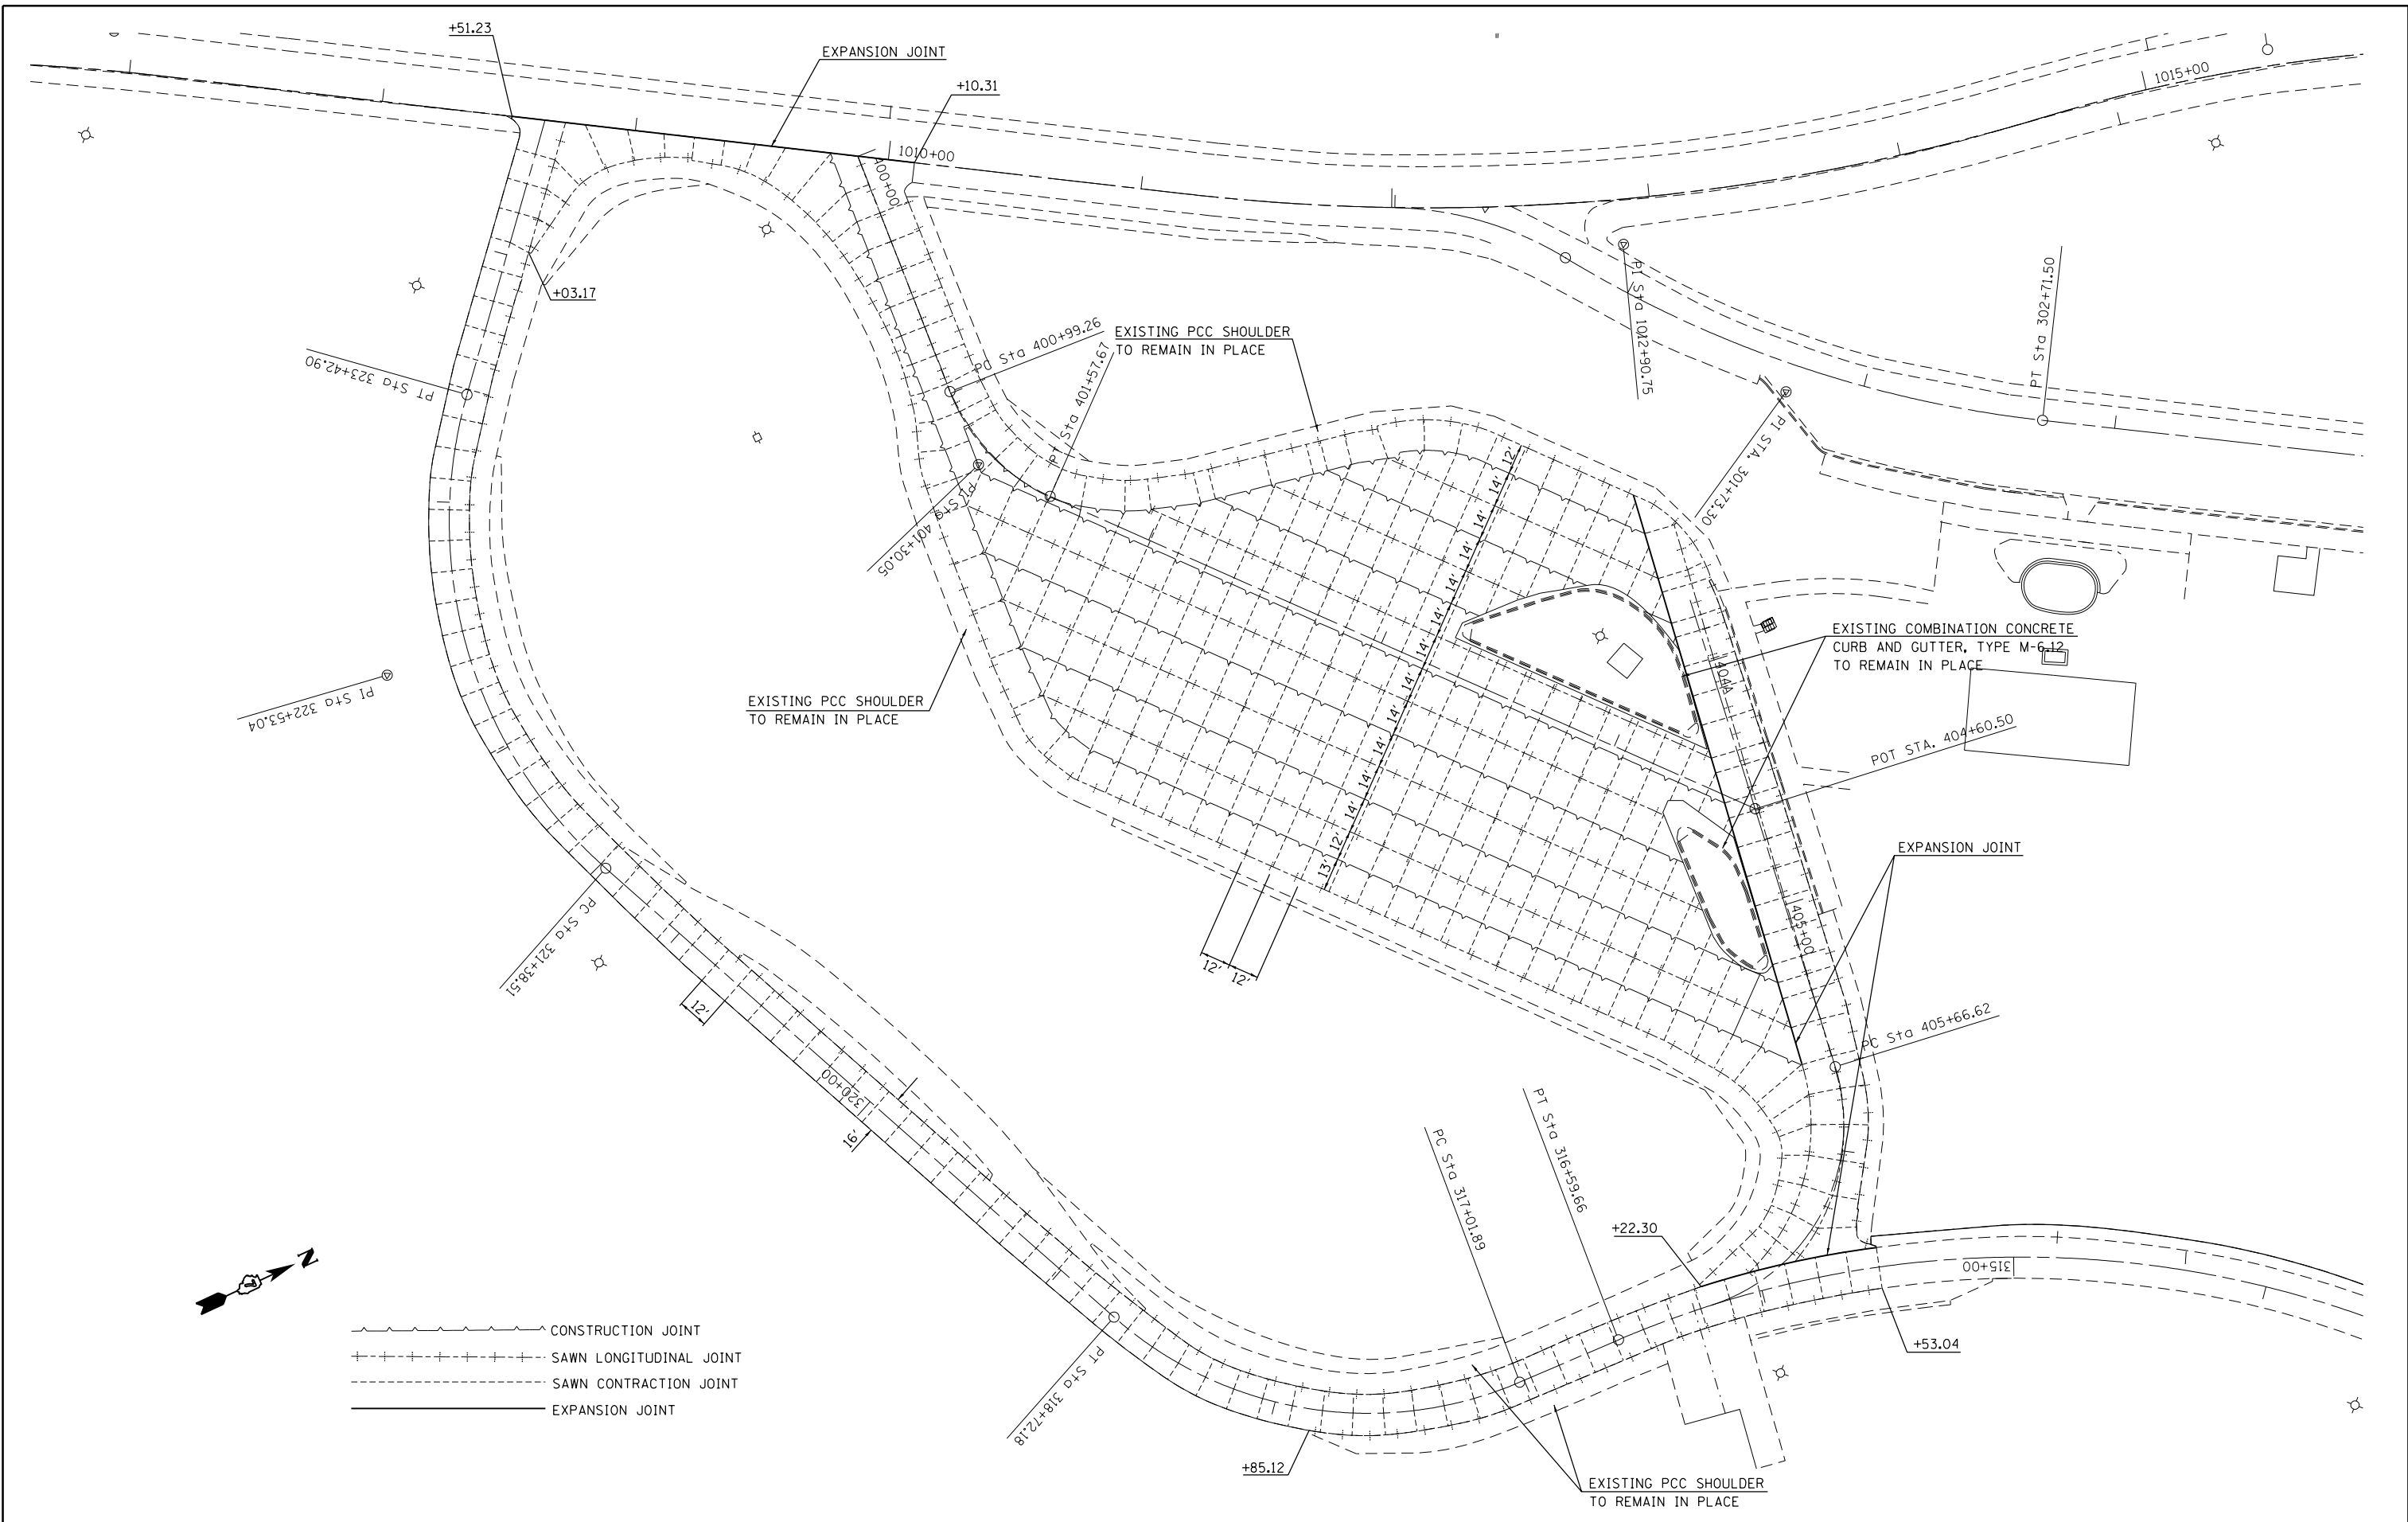 +51.23
EXPANSION JOINT
+10.31
1015+00
1010+00
400+00
+03.17
PI Sta 1012+90.75
PT Sta 302+71.50
PC Sta 400+99.26
EXISTING PCC SHOULDER
TO REMAIN IN PLACE
PT Sta 401+57.67
PT Sta 323+42.90
PI Sta 401+30.05
PI STA. 301+73.30
12'
14'
14'
14'
14'
14'
14'
14'
14'
14'
14'
14'
12'
13'
EXISTING COMBINATION CONCRETE
CURB AND GUTTER, TYPE M-6.12
TO REMAIN IN PLACE
404
PI Sta 322+53.04
EXISTING PCC SHOULDER
TO REMAIN IN PLACE
POT STA. 404+60.50
EXPANSION JOINT
405+00
PC Sta 321+38.51
12'
12'
12'
PC Sta 405+66.62
320+00
16'
PC Sta 317+01.89
PT Sta 316+59.66
+22.30
315+00
N
CONSTRUCTION JOINT
SAWN LONGITUDINAL JOINT
SAWN CONTRACTION JOINT
EXPANSION JOINT
PT Sta 318+72.18
+53.04
+85.12
EXISTING PCC SHOULDER
TO REMAIN IN PLACE